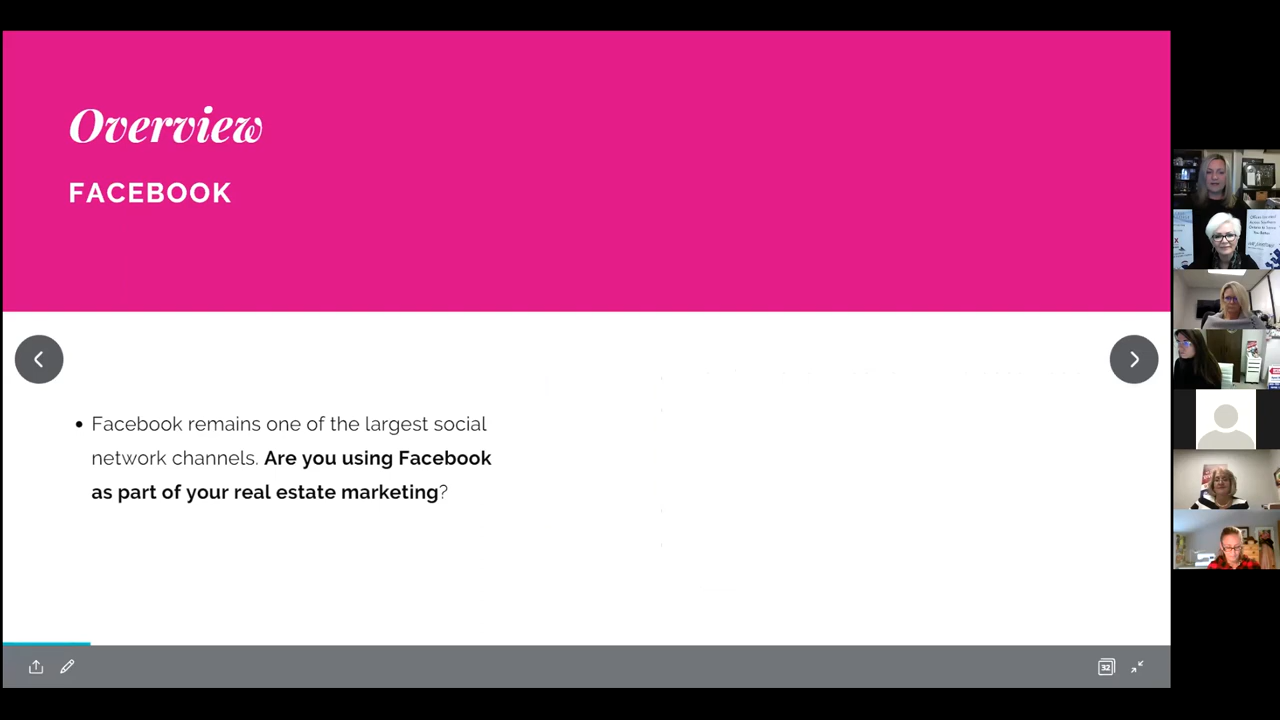 Overview
FACEBOOK
• Facebook remains one of the largest social
network channels. Are you using Facebook
as part of your real estate marketing?
32